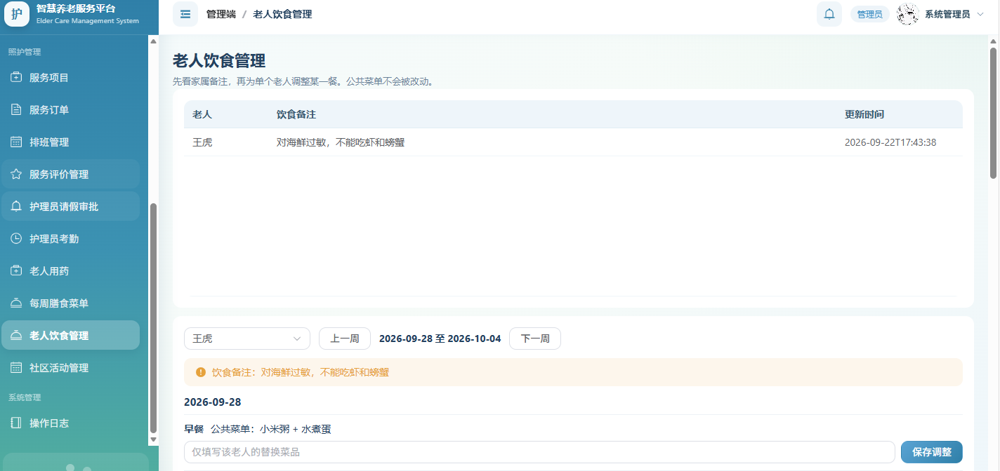 护
智慧养老服务平台
Elder Care Management System
管理端 / 老人饮食管理
管理员
系统管理员
照护管理
服务项目
服务订单
排班管理
服务评价管理
护理员请假审批
护理员考勤
老人用药
每周膳食菜单
老人饮食管理
社区活动管理
系统管理
操作日志
老人饮食管理
先看家属备注，再为单个老人调整某一餐。公共菜单不会被改动。
老人 饮食备注 更新时间
王虎 对海鲜过敏，不能吃虾和螃蟹 2026-09-22T17:43:38
王虎 上一周 2026-09-28 至 2026-10-04 下一周
饮食备注：对海鲜过敏，不能吃虾和螃蟹
2026-09-28
早餐 公共菜单：小米粥 + 水煮蛋
仅填写该老人的替换菜品 保存调整